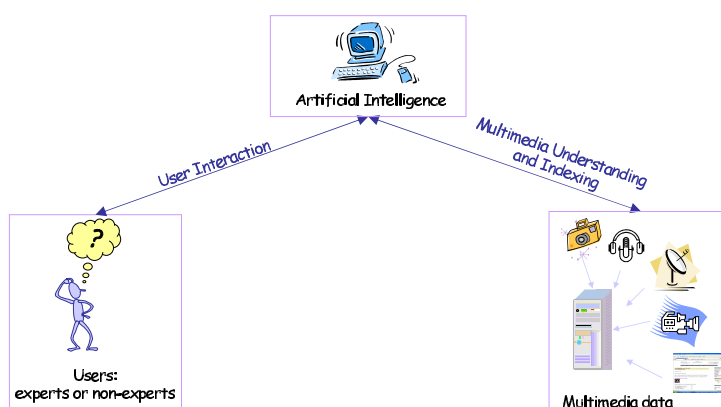 Artificial Intelligence
User Interaction
Multimedia Understanding
and Indexing
?
Users:
experts or non-experts
Multimedia data